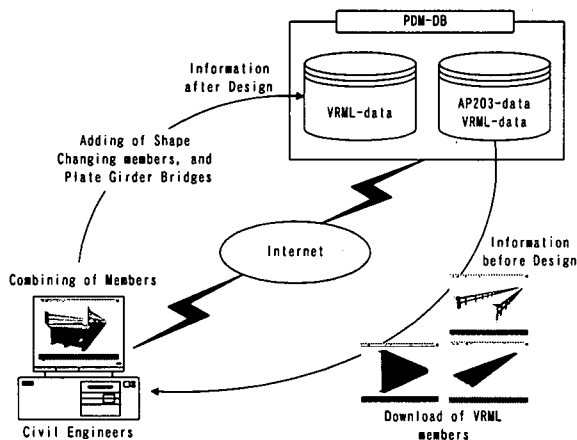 PDM-DB
Information
after Design
VRML-data
AP203-data
VRML-data
Adding of Shape
Changing members, and
Plate Girder Bridges
Internet
Information
before Design
Combining of Members
Civil Engineers
Download of VRML
members